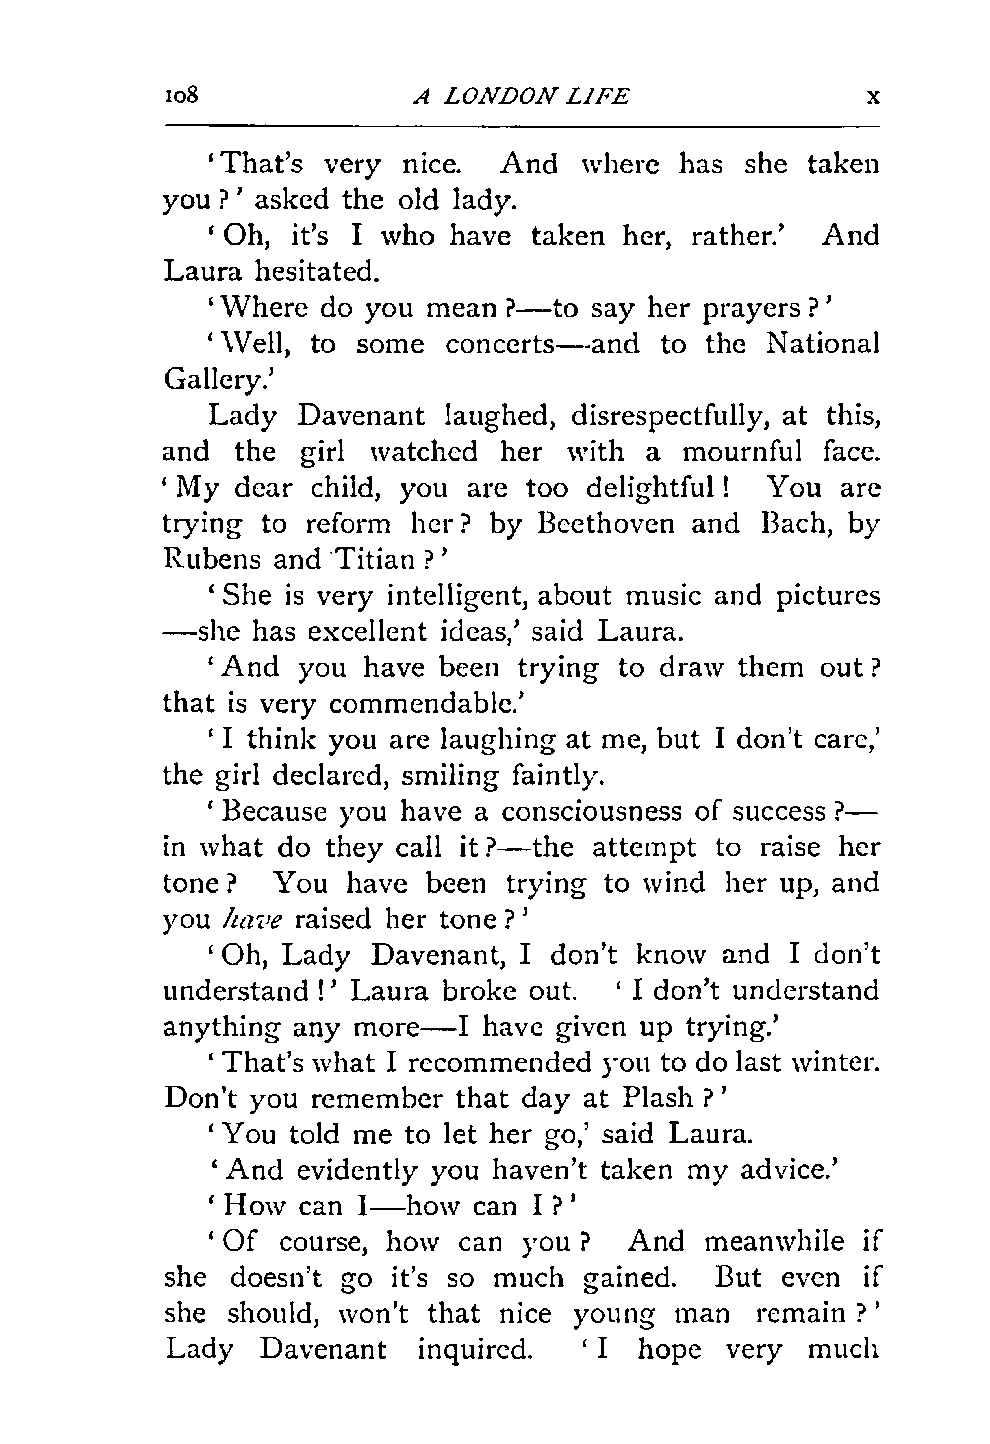 108 A LONDON LIFE x
'That's very nice. And where has she taken
you?' asked the old lady.
'Oh, it's I who have taken her, rather.' And
Laura hesitated.
'Where do you mean?—to say her prayers?'
'Well, to some concerts—and to the National
Gallery.'
Lady Davenant laughed, disrespectfully, at this,
and the girl watched her with a mournful face.
'My dear child, you are too delightful! You are
trying to reform her? by Beethoven and Bach, by
Rubens and Titian?'
'She is very intelligent, about music and pictures
—she has excellent ideas,' said Laura.
'And you have been trying to draw them out?
that is very commendable.'
'I think you are laughing at me, but I don't care,'
the girl declared, smiling faintly.
'Because you have a consciousness of success?—
in what do they call it?—the attempt to raise her
tone? You have been trying to wind her up, and
you have raised her tone?'
'Oh, Lady Davenant, I don't know and I don't
understand!' Laura broke out. 'I don't understand
anything any more—I have given up trying.'
'That's what I recommended you to do last winter.
Don't you remember that day at Plash?'
'You told me to let her go,' said Laura.
'And evidently you haven't taken my advice.'
'How can I—how can I?'
'Of course, how can you? And meanwhile if
she doesn't go it's so much gained. But even if
she should, won't that nice young man remain?'
Lady Davenant inquired. 'I hope very much